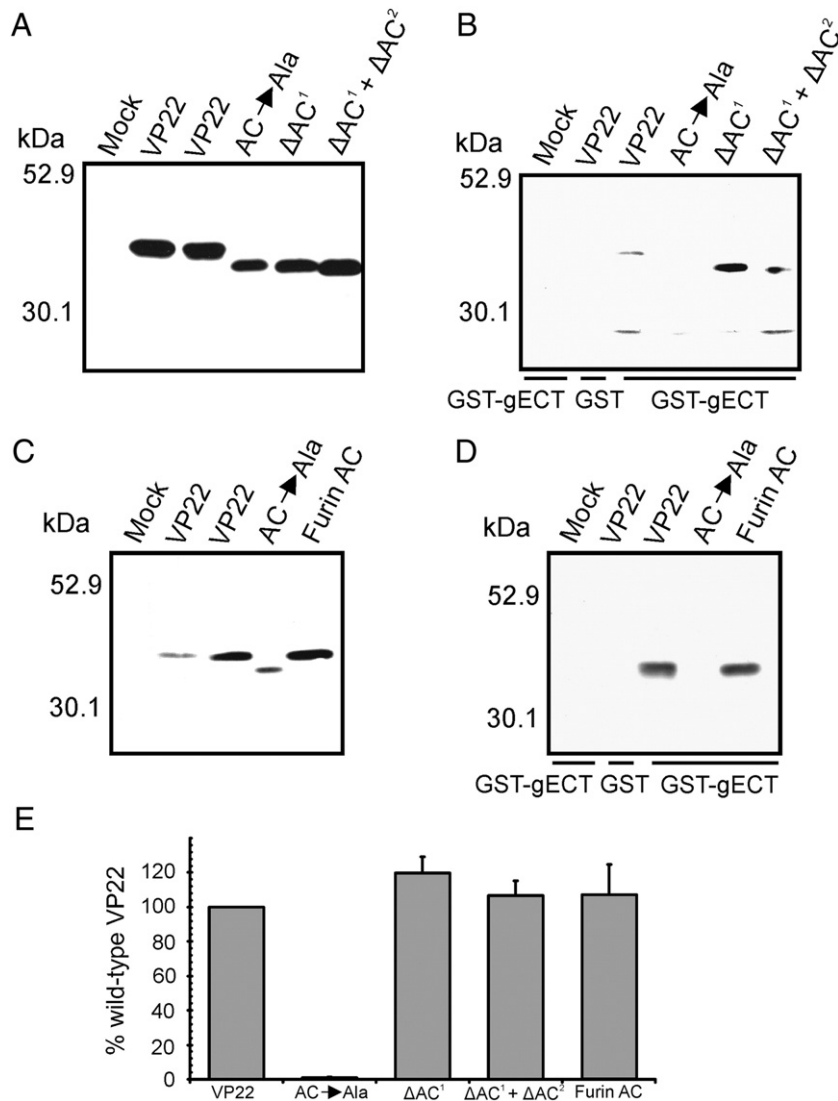 A
Mock VP22 VP22 AC→Ala ΔAC¹ ΔAC¹ + ΔAC²
kDa
52.9
30.1
B
Mock VP22 VP22 AC→Ala ΔAC¹ ΔAC¹ + ΔAC²
kDa
52.9
30.1
GST-gECT GST GST-gECT
C
Mock VP22 VP22 AC→Ala Furin AC
kDa
52.9
30.1
D
Mock VP22 VP22 AC→Ala Furin AC
kDa
52.9
30.1
GST-gECT GST GST-gECT
E
% wild-type VP22
120
100
80
60
40
20
0
VP22 AC→Ala ΔAC¹ ΔAC¹ + ΔAC² Furin AC